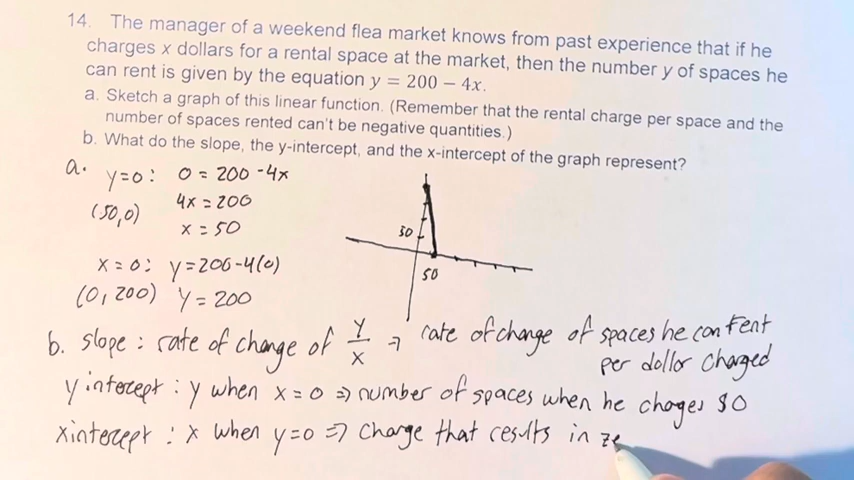 14. The manager of a weekend flea market knows from past experience that if he
charges x dollars for a rental space at the market, then the number y of spaces he
can rent is given by the equation y = 200 – 4x.
a. Sketch a graph of this linear function. (Remember that the rental charge per space and the
number of spaces rented can't be negative quantities.)
b. What do the slope, the y-intercept, and the x-intercept of the graph represent?
a. y=0: 0 = 200 - 4x
(50,0) 4x = 200
x = 50
x = 0: y = 200 - 4(0)
(0, 200) y = 200
50
50
b. slope : rate of change of y/x ⇒ rate of change of spaces he can rent
per dollar charged
y intercept : y when x = 0 ⇒ number of spaces when he charges $0
x intercept : x when y = 0 ⇒ charge that results in ze